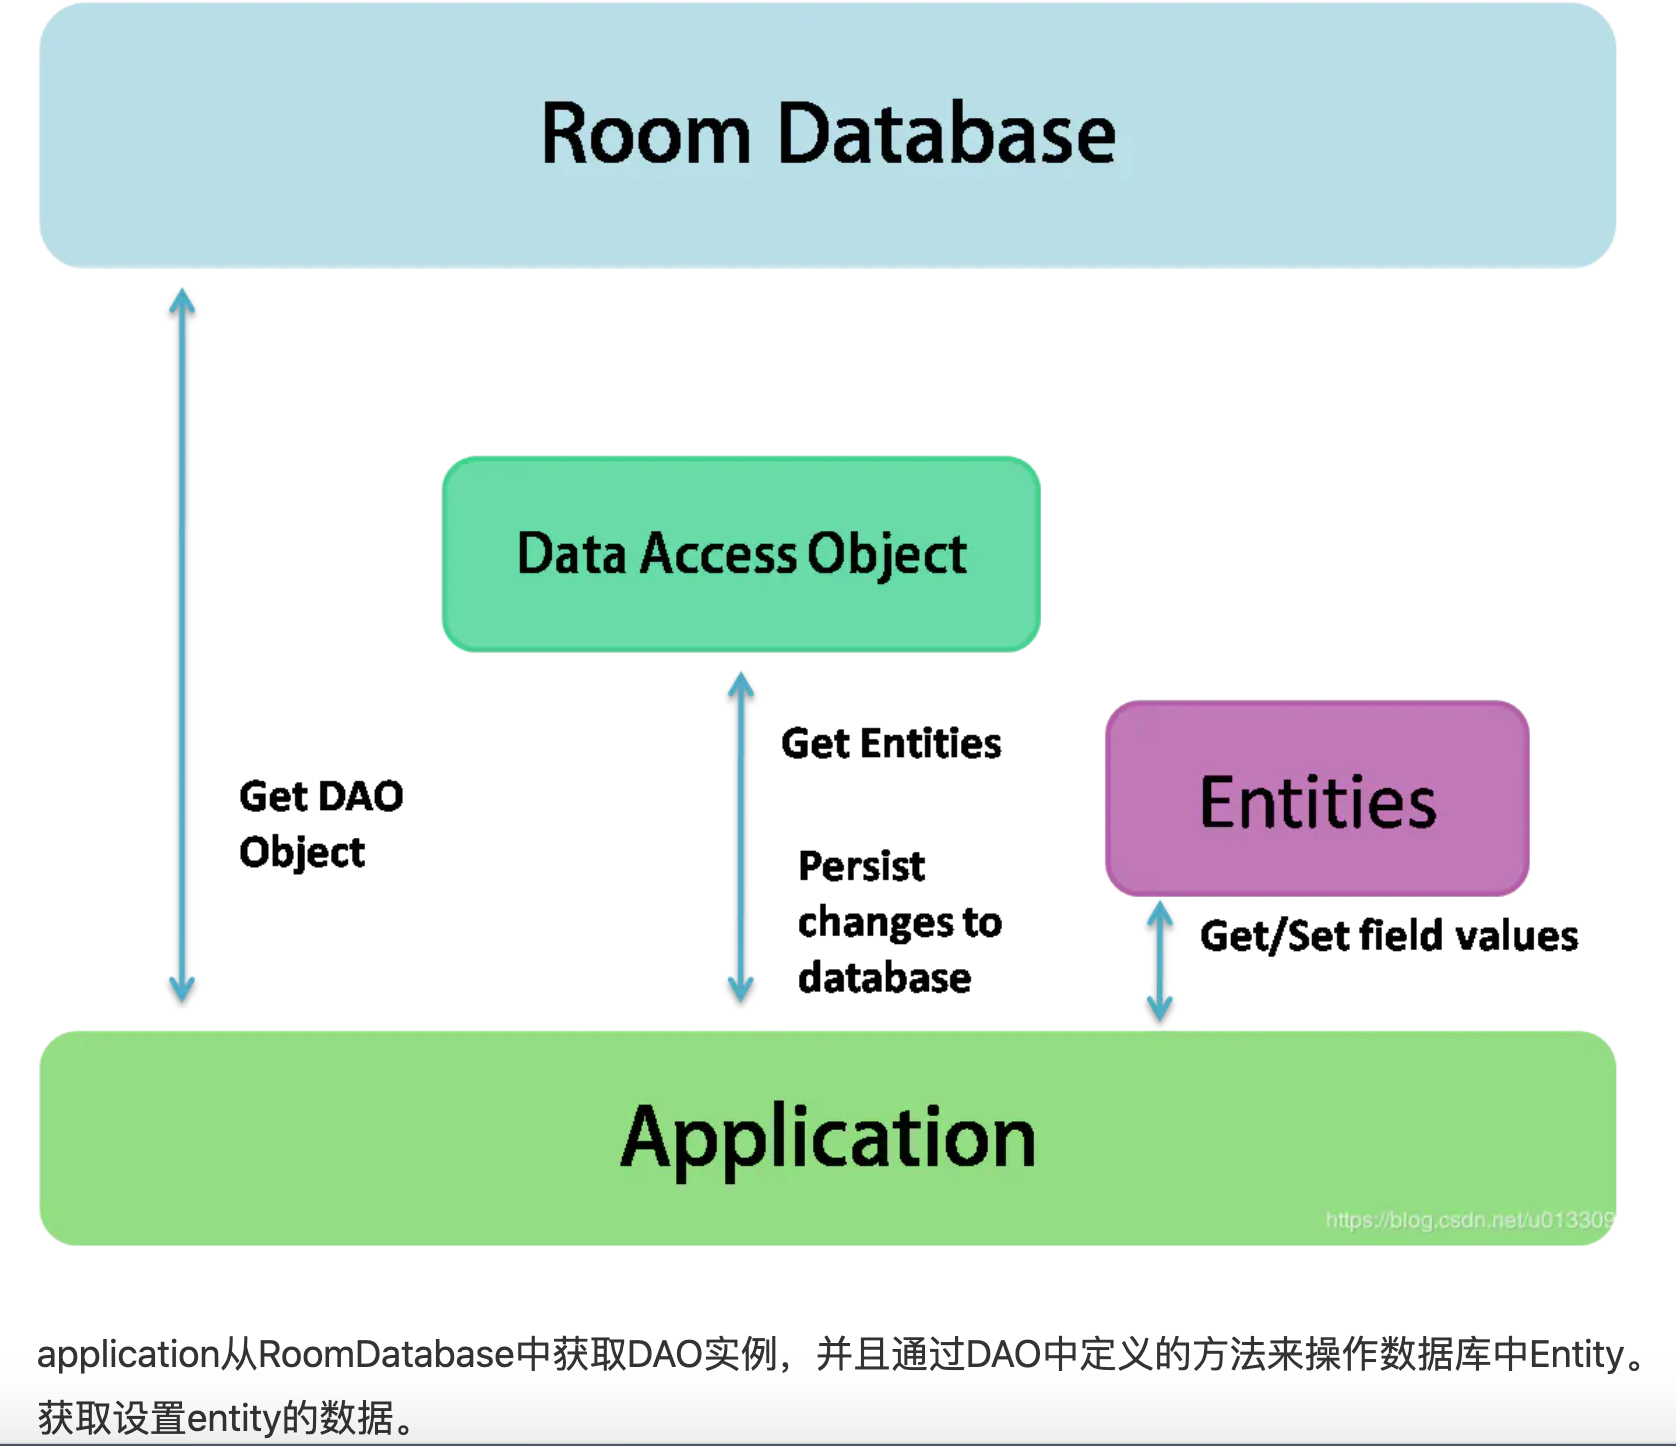 Room Database
Data Access Object
Get Entities
Entities
Get DAO
Object
Persist
changes to
database
Get/Set field values
Application
https://blog.csdn.net/u013309
application从RoomDatabase中获取DAO实例，并且通过DAO中定义的方法来操作数据库中Entity。
获取设置entity的数据。